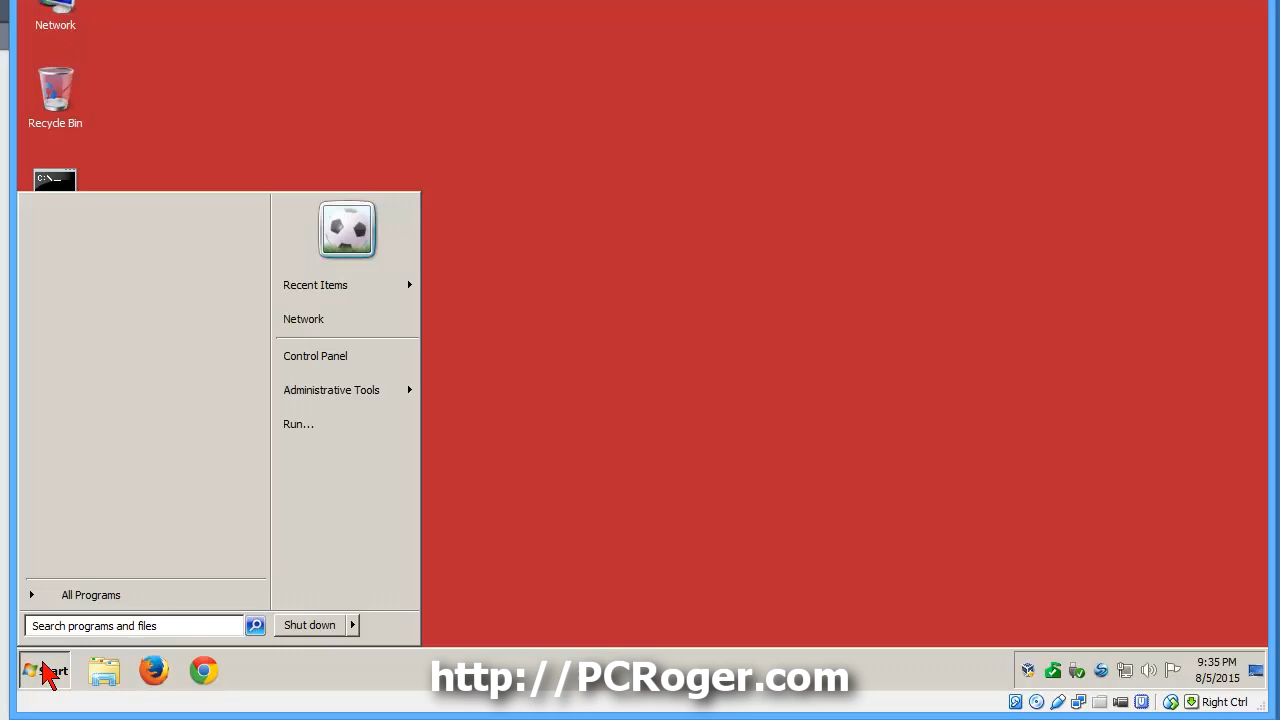 Network
Recycle Bin
C:\_
Recent Items
Network
Control Panel
Administrative Tools
Run...
All Programs
Search programs and files
Shut down
Start
http://PCRoger.com
9:35 PM
8/5/2015
Right Ctrl